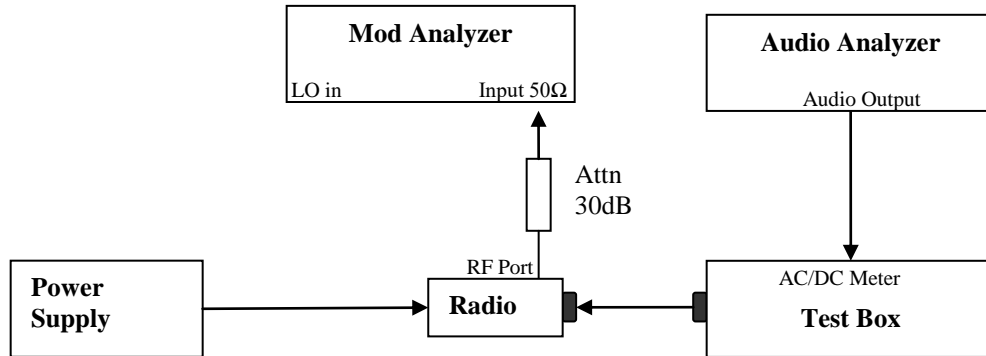 Mod Analyzer
LO in
Input 50Ω
Audio Analyzer
Audio Output
Attn
30dB
RF Port
Power
Supply
Radio
AC/DC Meter
Test Box